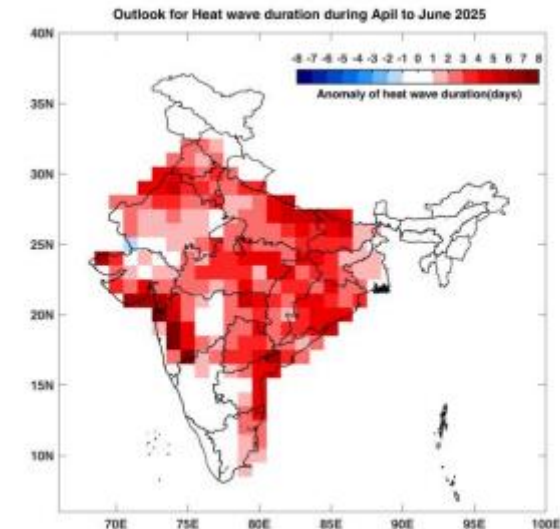 Outlook for Heat wave duration during Apil to June 2025
40N
-8 -7 -6 -5 -4 -3 -2 -1 0 1 2 3 4 5 6 7 8
Anomaly of heat wave duration(days)
35N
30N
25N
20N
15N
10N
70E 75E 80E 85E 90E 95E 100E